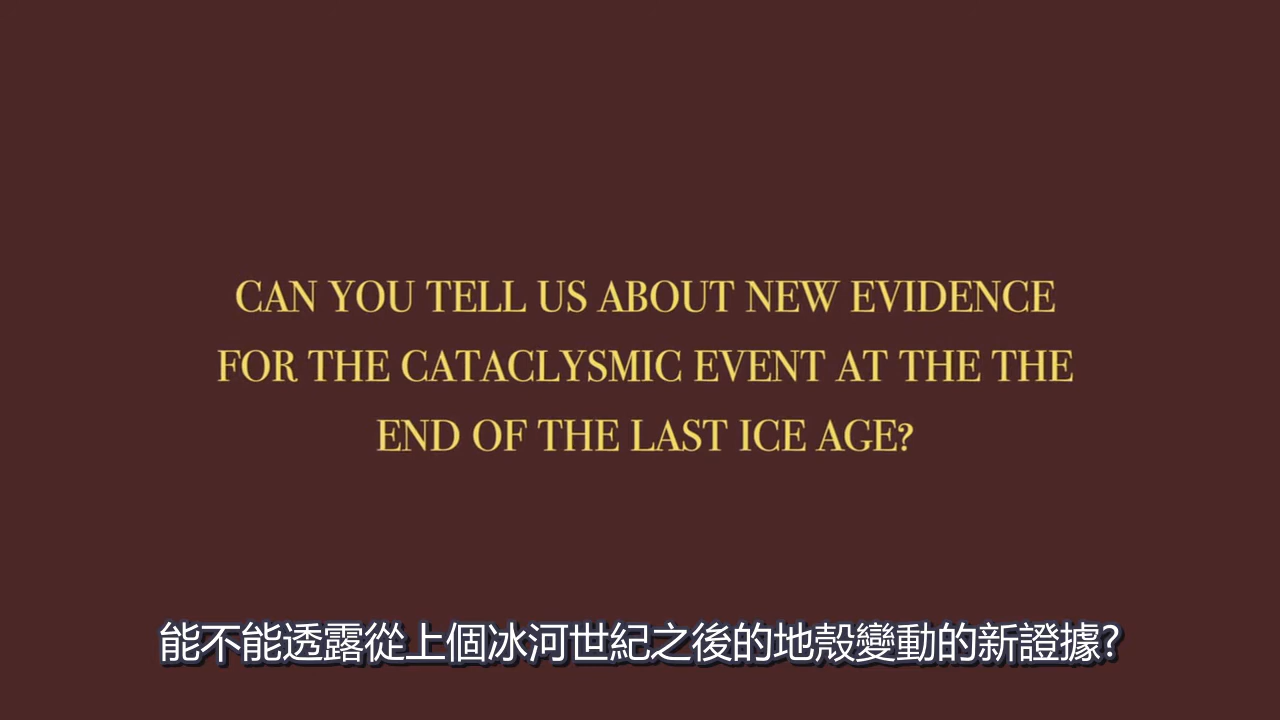 CAN YOU TELL US ABOUT NEW EVIDENCE
FOR THE CATACLYSMIC EVENT AT THE THE
END OF THE LAST ICE AGE?
能不能透露從上個冰河世紀之後的地殼變動的新證據?